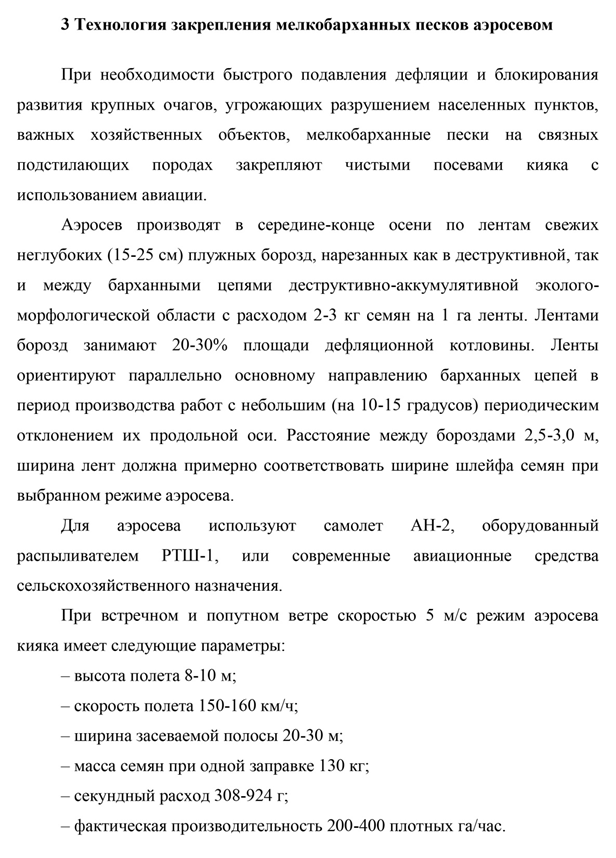 3 Технология закрепления мелкобарханных песков аэросевом
При необходимости быстрого подавления дефляции и блокирования
развития крупных очагов, угрожающих разрушением населенных пунктов,
важных хозяйственных объектов, мелкобарханные пески на связных
подстилающих породах закрепляют чистыми посевами кияка с
использованием авиации.
Аэросев производят в середине-конце осени по лентам свежих
неглубоких (15-25 см) плужных борозд, нарезанных как в деструктивной, так
и между барханными цепями деструктивно-аккумулятивной эколого-
морфологической области с расходом 2-3 кг семян на 1 га ленты. Лентами
борозд занимают 20-30% площади дефляционной котловины. Ленты
ориентируют параллельно основному направлению барханных цепей в
период производства работ с небольшим (на 10-15 градусов) периодическим
отклонением их продольной оси. Расстояние между бороздами 2,5-3,0 м,
ширина лент должна примерно соответствовать ширине шлейфа семян при
выбранном режиме аэросева.
Для аэросева используют самолет АН-2, оборудованный
распыливателем РТШ-1, или современные авиационные средства
сельскохозяйственного назначения.
При встречном и попутном ветре скоростью 5 м/с режим аэросева
кияка имеет следующие параметры:
– высота полета 8-10 м;
– скорость полета 150-160 км/ч;
– ширина засеваемой полосы 20-30 м;
– масса семян при одной заправке 130 кг;
– секундный расход 308-924 г;
– фактическая производительность 200-400 плотных га/час.